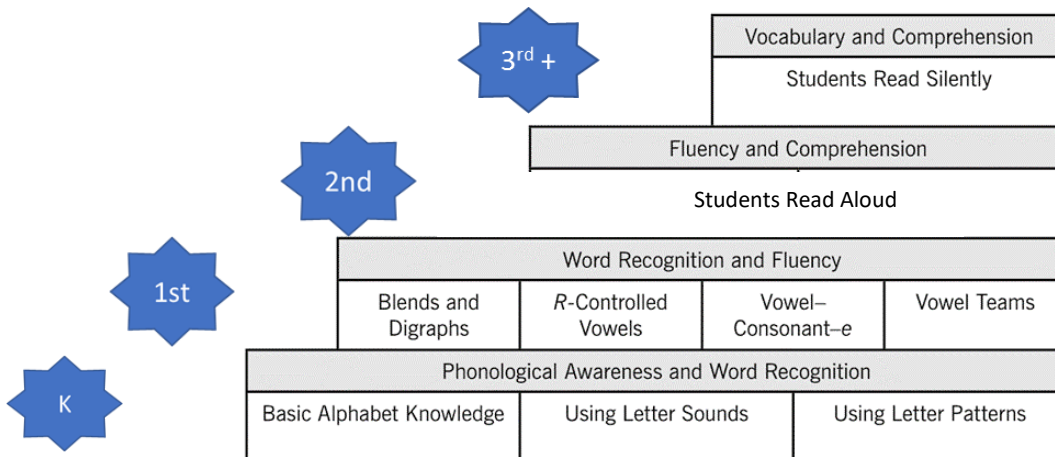 3rd +
Vocabulary and Comprehension
Students Read Silently
2nd
Fluency and Comprehension
Students Read Aloud
1st
Word Recognition and Fluency
Blends and
Digraphs
R-Controlled
Vowels
Vowel–
Consonant–e
Vowel Teams
K
Phonological Awareness and Word Recognition
Basic Alphabet Knowledge
Using Letter Sounds
Using Letter Patterns